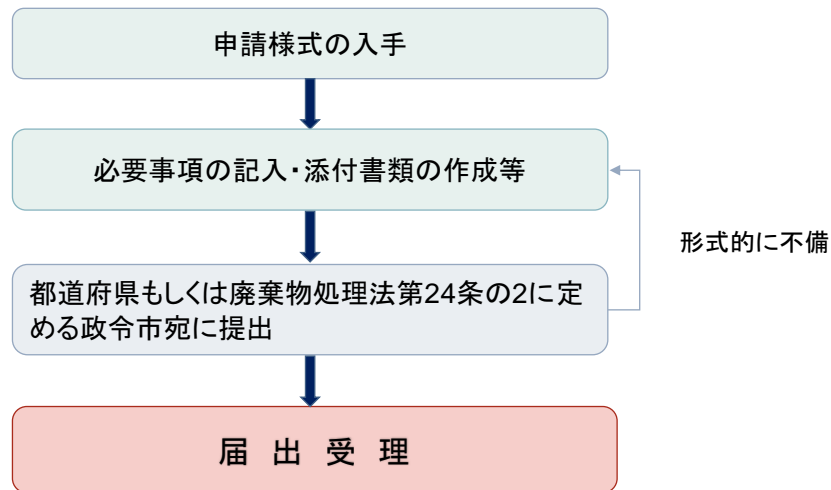 申請様式の入手
必要事項の記入・添付書類の作成等
形式的に不備
都道府県もしくは廃棄物処理法第24条の2に定
める政令市宛に提出
届 出 受 理